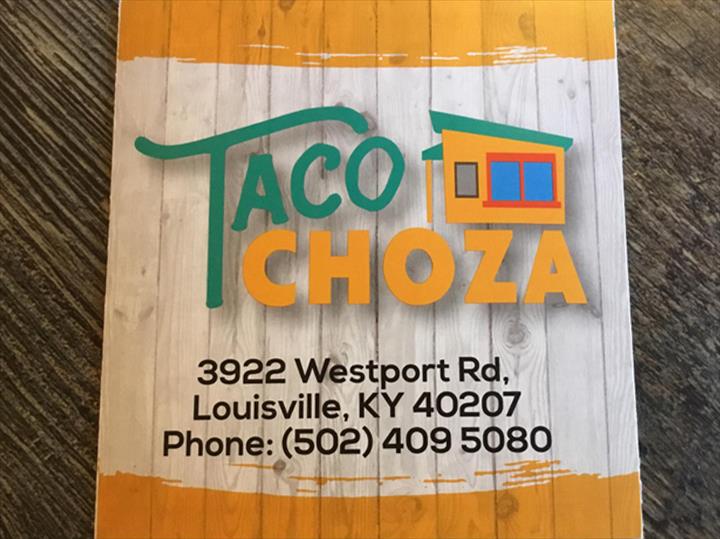 TACO
CHOZA
3922 Westport Rd,
Louisville, KY 40207
Phone: (502) 409 5080